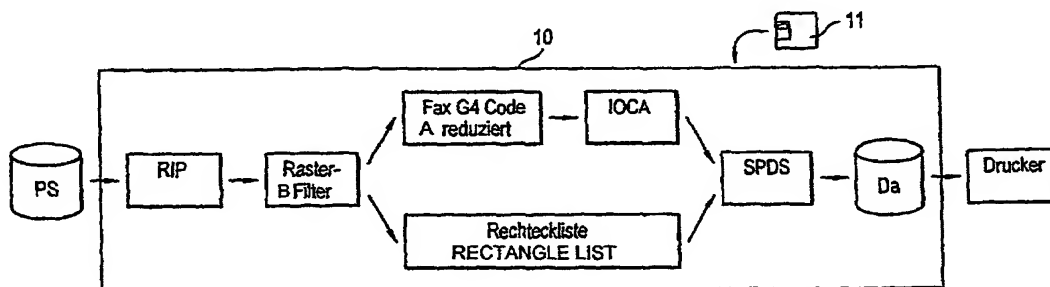 10
11
PS
RIP
Raster-
B Filter
Fax G4 Code
A reduziert
IOCA
Rechteckliste
RECTANGLE LIST
SPDS
Da
Drucker